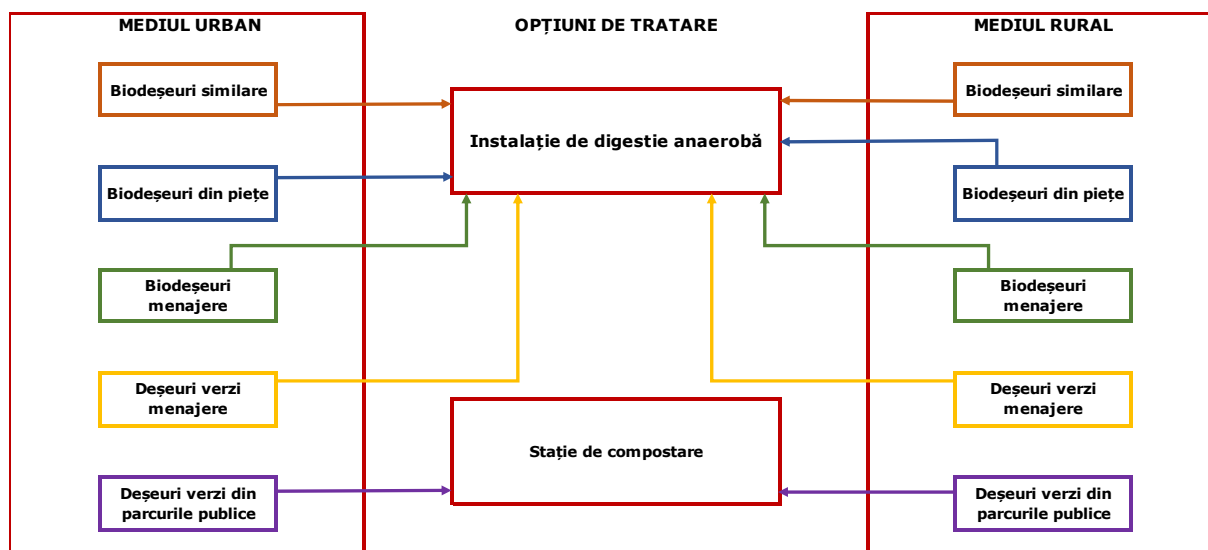 MEDIUL URBAN
OPȚIUNI DE TRATARE
MEDIUL RURAL
Biodeșeuri similare
Biodeșeuri din piețe
Biodeșeuri
menajere
Deșeuri verzi
menajere
Deșeuri verzi din
parcurile publice
Instalație de digestie anaerobă
Stație de compostare
Biodeșeuri similare
Biodeșeuri din piețe
Biodeșeuri
menajere
Deșeuri verzi
menajere
Deșeuri verzi din
parcurile publice